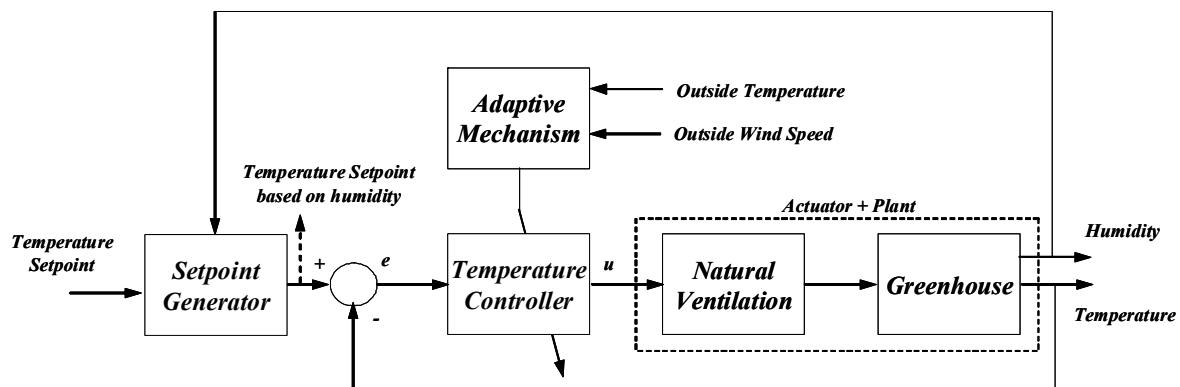 Adaptive
Mechanism
Outside Temperature
Outside Wind Speed
Temperature Setpoint
based on humidity
Actuator + Plant
Temperature
Setpoint
Setpoint
Generator
+
-
e
Temperature
Controller
u
Natural
Ventilation
Greenhouse
Humidity
Temperature